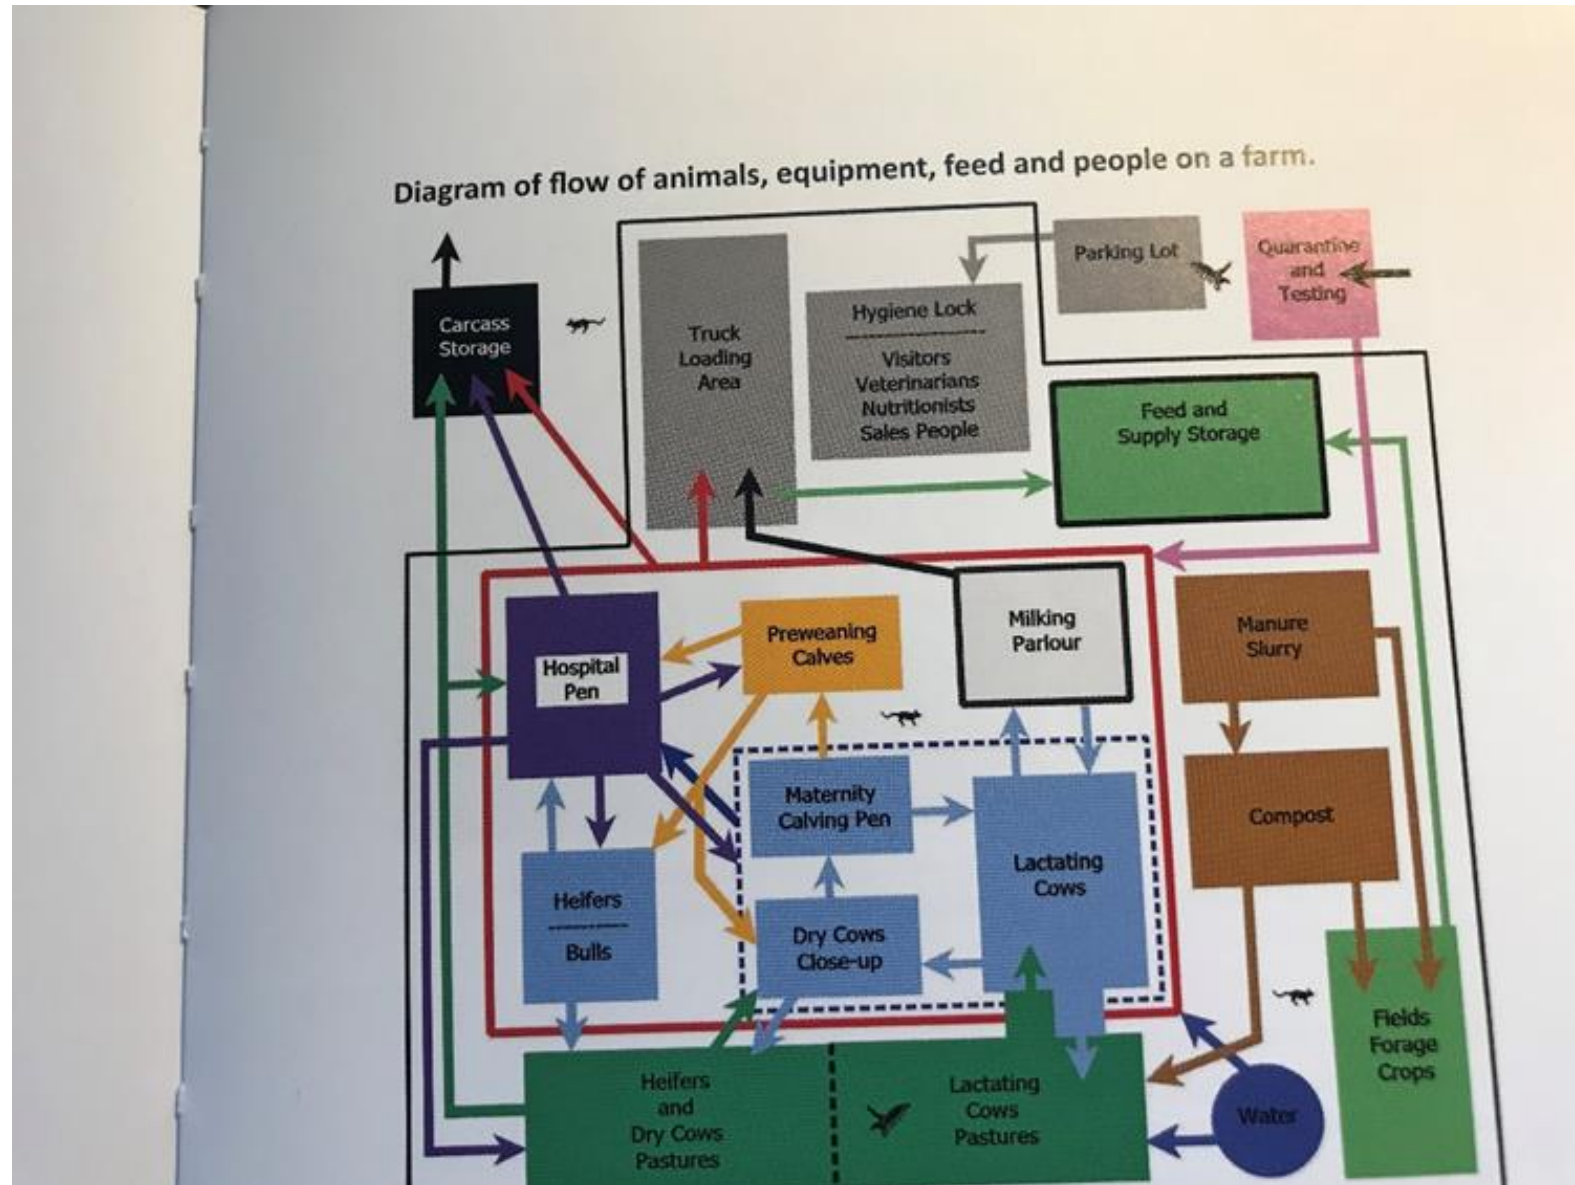 Diagram of flow of animals, equipment, feed and people on a farm.
Carcass
Storage
Truck
Loading
Area
Hygiene Lock
Visitors
Veterinarians
Nutritionists
Sales People
Parking Lot
Quarantine
and
Testing
Feed and
Supply Storage
Hospital
Pen
Preweaning
Calves
Milking
Parlour
Manure
Slurry
Maternity
Calving Pen
Compost
Lactating
Cows
Heifers
Bulls
Dry Cows
Close-up
Fields
Forage
Crops
Heifers
and
Dry Cows
Pastures
Lactating
Cows
Pastures
Water